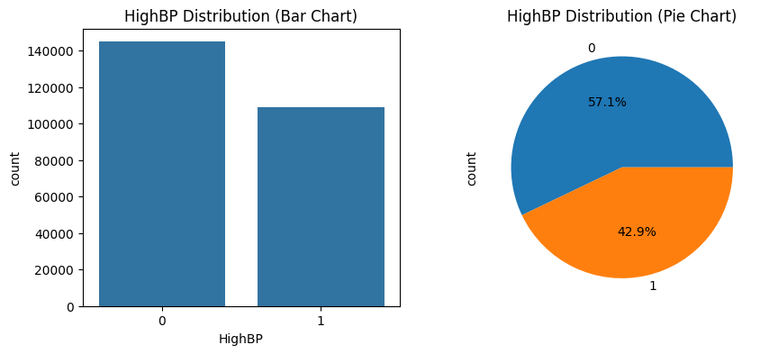 HighBP Distribution (Bar Chart)
140000
120000
100000
80000
60000
40000
20000
0
count
0
1
HighBP
HighBP Distribution (Pie Chart)
0
57.1%
count
42.9%
1